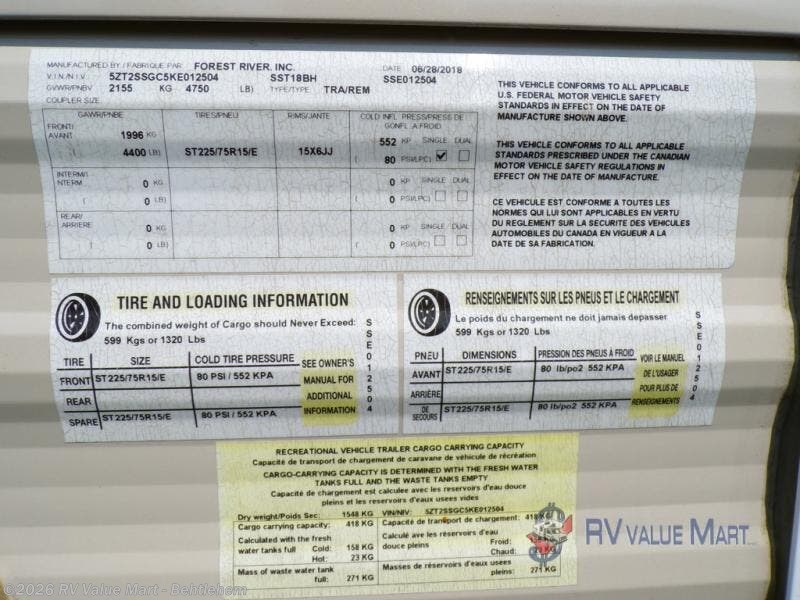 MANUFACTURED BY / FABRIQUE PAR FOREST RIVER, INC. DATE 06/28/2018
V.I.N./N.I.V. 5ZT2SSGC5KE012504 SST18BH SSE012504
GVWR/PNBV 2155 KG 4750 LB) TYPE/TYPE TRA/REM
COUPLER SIZE
GAWR/PNBE TIRES/PNEU RIMS/JANTE COLD INFL PRESS/PRESS DE GONFL A FROID
FRONT/ AVANT 1996 KG 552 KP SINGLE DUAL
( 4400 LB) ST225/75R15/E 15X6JJ ( 80 PSI/LPC)
INTERM/ INTERM 0 KG 0 KP SINGLE DUAL
( 0 LB) ( 0 PSI/LPC)
REAR/ ARRIERE 0 KG 0 KP SINGLE DUAL
( 0 LB) ( 0 PSI/LPC)
THIS VEHICLE CONFORMS TO ALL APPLICABLE
U.S. FEDERAL MOTOR VEHICLE SAFETY
STANDARDS IN EFFECT ON THE DATE OF
MANUFACTURE SHOWN ABOVE.
THIS VEHICLE CONFORMS TO ALL APPLICABLE
STANDARDS PRESCRIBED UNDER THE CANADIAN
MOTOR VEHICLE SAFETY REGULATIONS IN
EFFECT ON THE DATE OF MANUFACTURE.
CE VEHICULE EST CONFORME A TOUTES LES
NORMES QUI LUI SONT APPLICABLES EN VERTU
DU REGLEMENT SUR LA SECURITE DES VEHICULES
AUTOMOBILES DU CANADA EN VIGUEUR A LA
DATE DE SA FABRICATION.
TIRE AND LOADING INFORMATION
The combined weight of Cargo should Never Exceed:
599 Kgs or 1320 Lbs
TIRE SIZE COLD TIRE PRESSURE
FRONT ST225/75R15/E 80 PSI / 552 KPA
REAR
SPARE ST225/75R15/E 80 PSI / 552 KPA
SEE OWNER'S
MANUAL FOR
ADDITIONAL
INFORMATION
SSE012504
RENSEIGNEMENTS SUR LES PNEUS ET LE CHARGEMENT
Le poids du chargement ne doit jamais depasser
599 Kgs or 1320 Lbs
PNEU DIMENSIONS PRESSION DES PNEUS À FROID
AVANT ST225/75R15/E 80 lb/po2 552 KPA
ARRIÈRE
DE SECOURS ST225/75R15/E 80 lb/po2 552 KPA
VOIR LE MANUEL
DE L'USAGER
POUR PLUS DE
RENSEIGNEMENTS
SSE012504
RECREATIONAL VEHICLE TRAILER CARGO CARRYING CAPACITY
Capacité de transport de chargement de caravane de véhicule de récréation
CARGO-CARRYING CAPACITY IS DETERMINED WITH THE FRESH WATER
TANKS FULL AND THE WASTE TANKS EMPTY
Capacité de chargement est calculee avec les reservoirs d'eau douce
pleins et les reservoirs d'eaux usees vides
Dry weight/Poids Sec: 1548 KG VIN/NIV: 5ZT2SSGC5KE012504
Cargo carrying capacity: 418 KG Capacitie de transport de chargement: 418 KG
Calculated with the fresh Calculé ave les réservoirs d'eau
water tanks full Cold: 158 KG douce pleins Froid:
Hot: 23 KG Chaud:
Mass of waste water tank full: 271 KG Masses de réservoirs d'eaux usées pleins: 271 KG
RV VALUE MART
©2026 RV Value Mart - Behtlehem